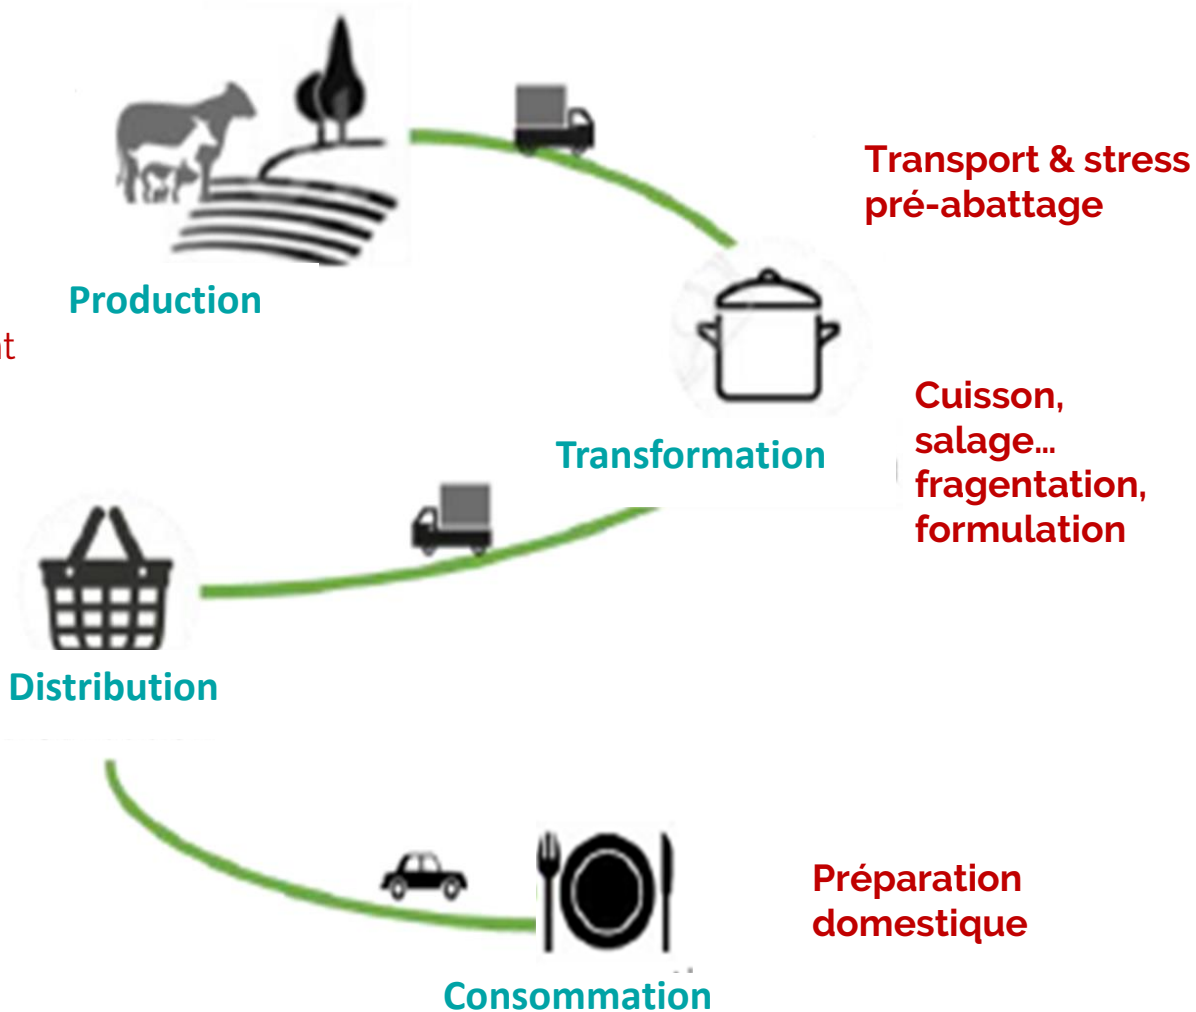 Transport & stress
pré-abattage
Production
Cuisson,
salage...
fragentation,
formulation
Transformation
Distribution
Préparation
domestique
Consommation